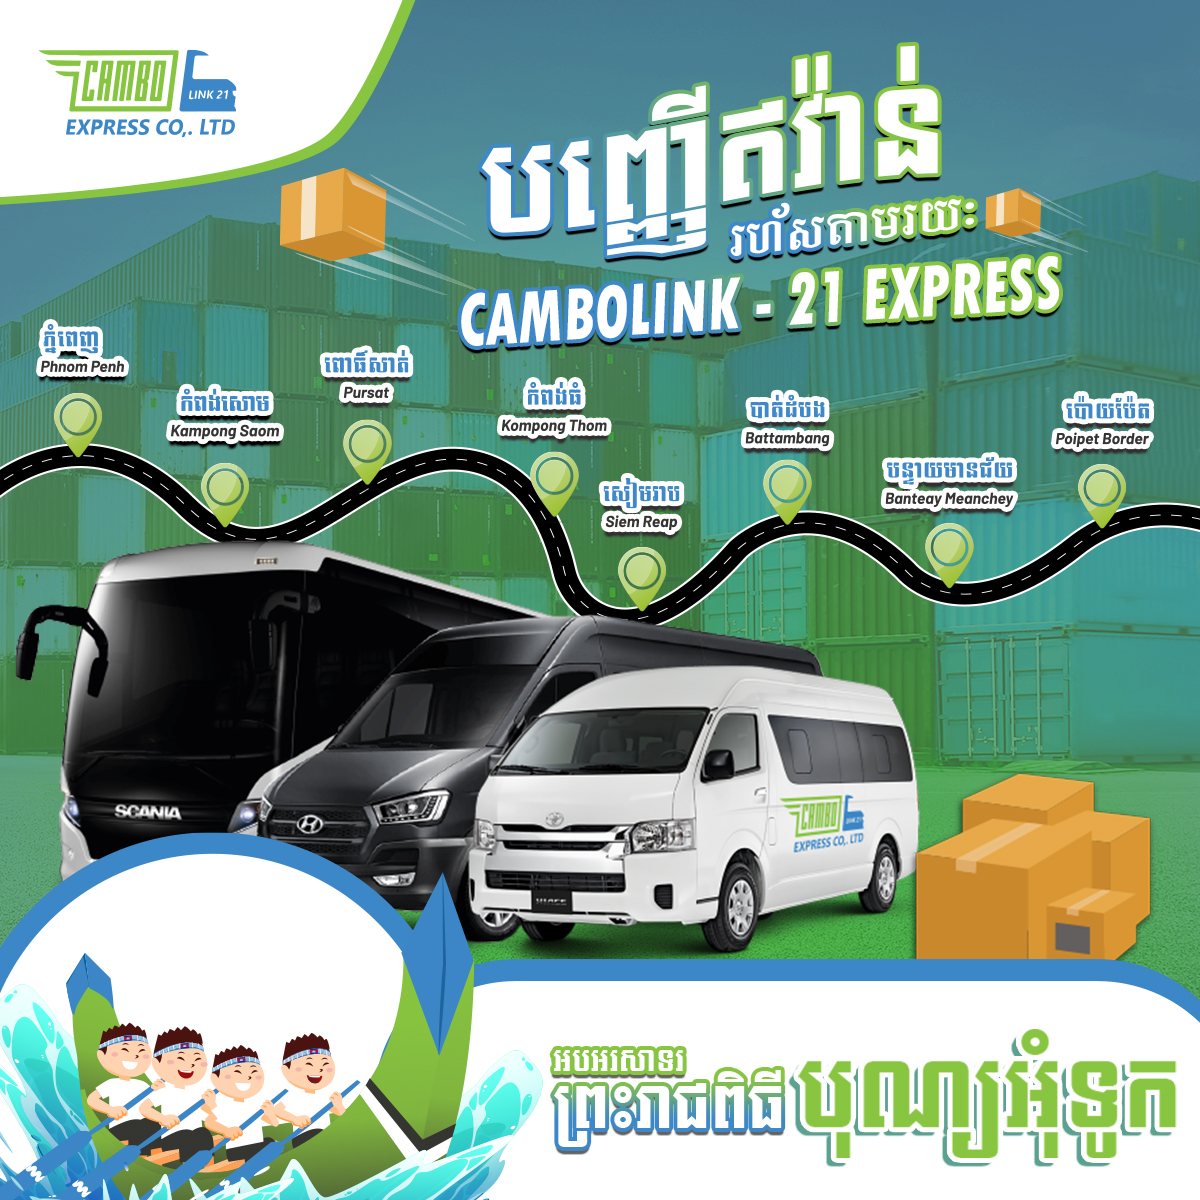 CAMBO
LINK 21
EXPRESS CO,. LTD
បញ្ញើឥវ៉ាន់
រហ័សតាមរយៈ
CAMBOLINK - 21 EXPRESS
ភ្នំពេញ
Phnom Penh
កំពង់សោម
Kampong Saom
ពោធិ៍សាត់
Pursat
កំពង់ធំ
Kompong Thom
សៀមរាប
Siem Reap
បាត់ដំបង
Battambang
បន្ទាយមានជ័យ
Banteay Meanchey
ប៉ោយប៉ែត
Poipet Border
SCANIA
HIACE
CAMBO
LINK 21
EXPRESS CO,. LTD
អបអរសាទរ
ព្រះរាជពិធី បុណ្យអុំទូក